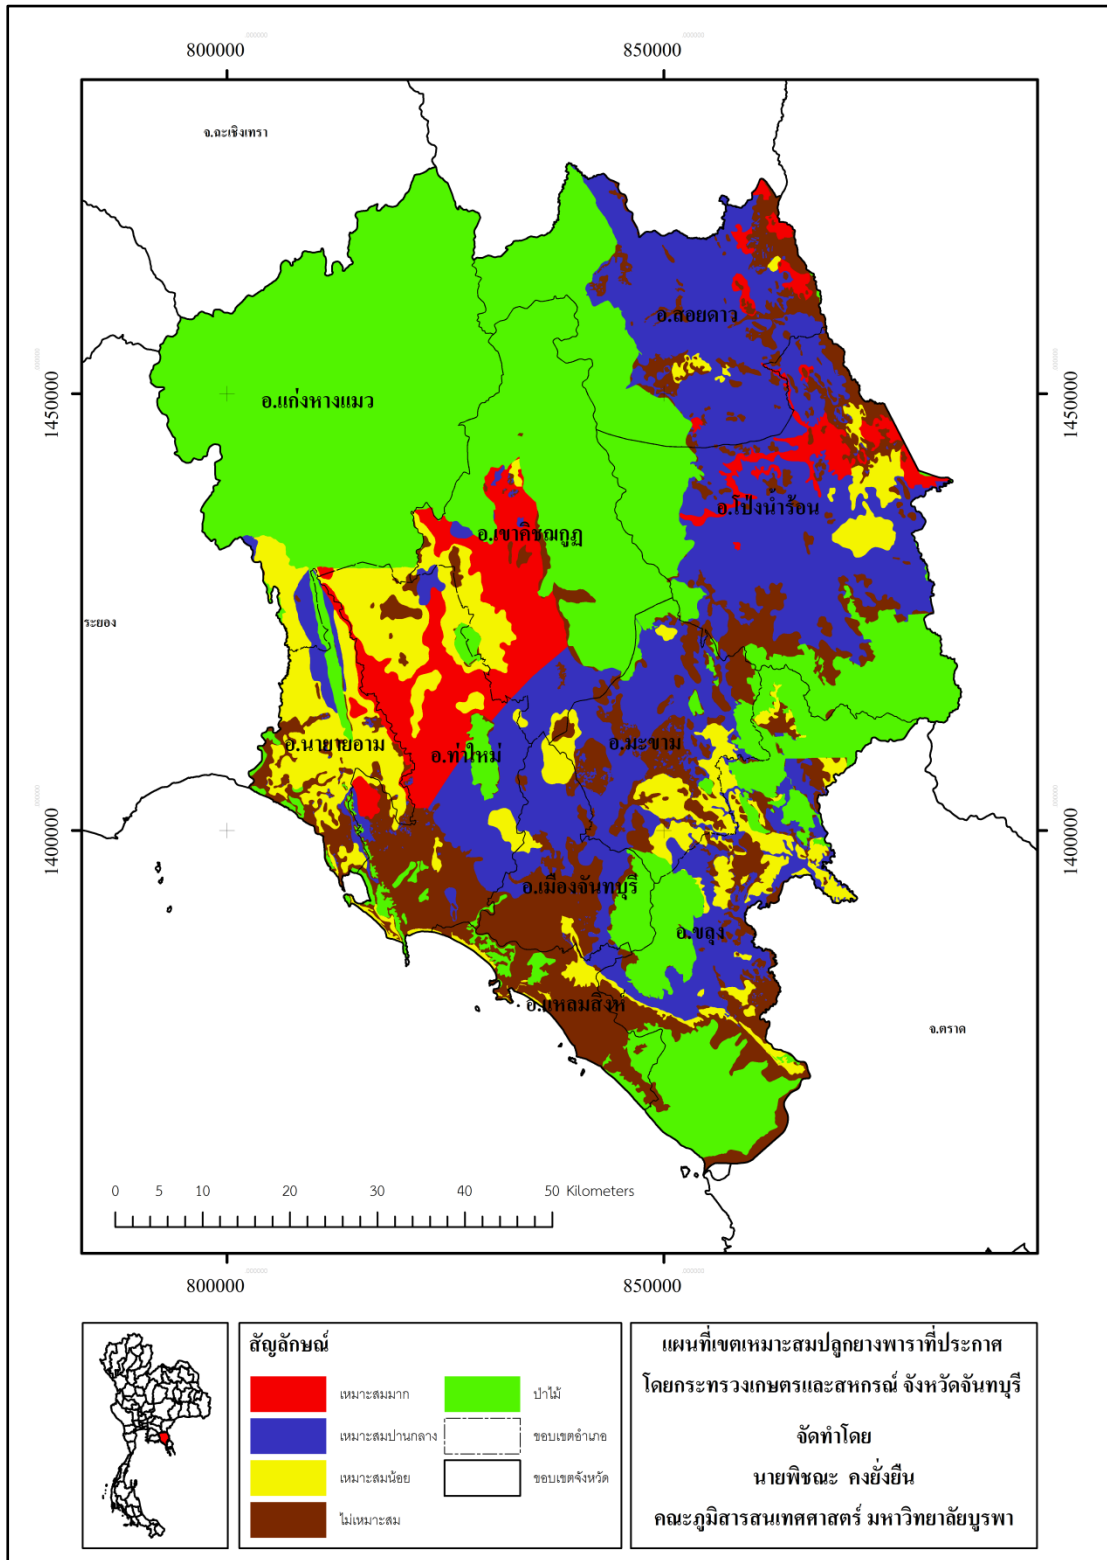 800000
850000
จ.ฉะเชิงเทรา
อ.สอยดาว
1450000
1450000
อ.แก่งหางแมว
อ.โป่งน้ำร้อน
อ.เขาคิชฌกูฏ
ระยอง
อ.นายายอาม
อ.ท่าใหม่
อ.มะขาม
1400000
1400000
อ.เมืองจันทบุรี
อ.ขลุง
อ.แหลมสิงห์
จ.ตราด
0 5 10 20 30 40 50 Kilometers
800000
850000
สัญลักษณ์
เหมาะสมมาก
ป่าไม้
เหมาะสมปานกลาง
ขอบเขตอำเภอ
เหมาะสมน้อย
ขอบเขตจังหวัด
ไม่เหมาะสม
แผนที่เขตเหมาะสมปลูกยางพาราที่ประกาศ
โดยกระทรวงเกษตรและสหกรณ์ จังหวัดจันทบุรี
จัดทำโดย
นายพิชณะ คงยั่งยืน
คณะภูมิสารสนเทศศาสตร์ มหาวิทยาลัยบูรพา